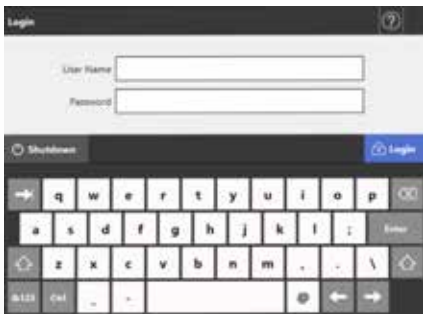 Login ?
User Name
Password
Shutdown Login
q w e r t y u i o p
a s d f g h j k l ; Enter
z x c v b n m , . \
&123 Ctrl _ - @